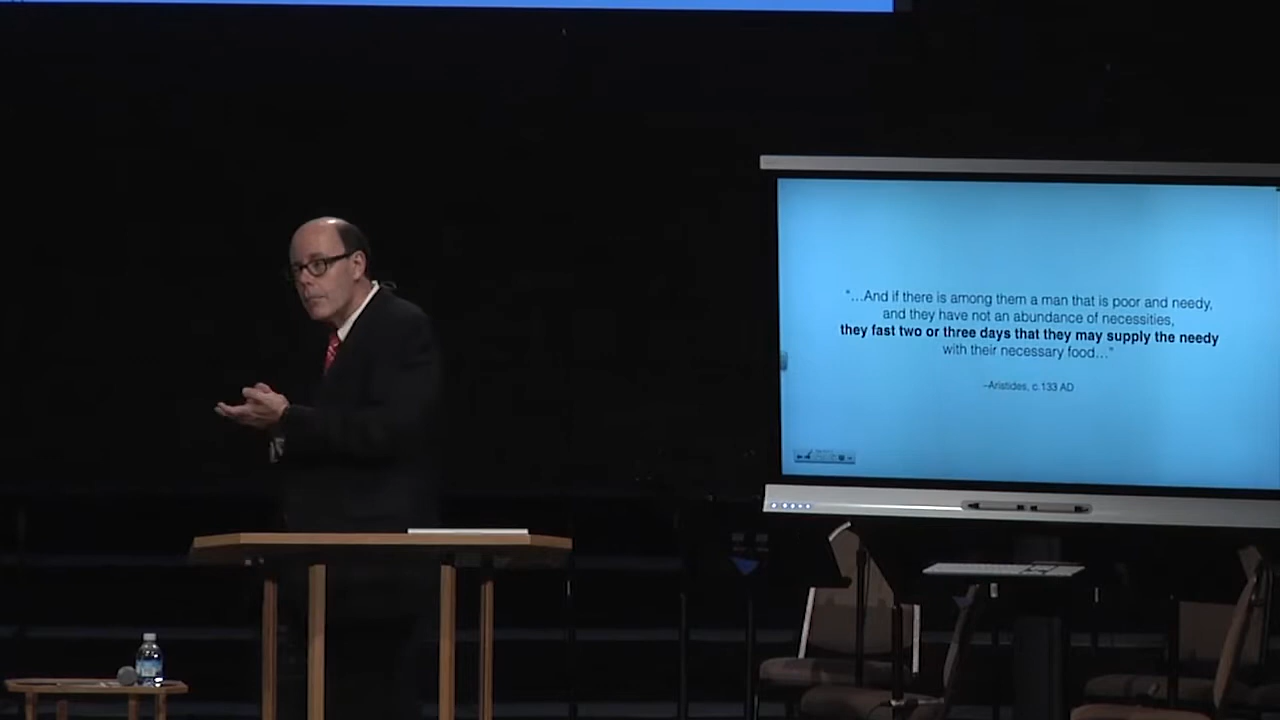 “…And if there is among them a man that is poor and needy,
and they have not an abundance of necessities,
they fast two or three days that they may supply the needy
with their necessary food…”
–Aristides, c.133 AD